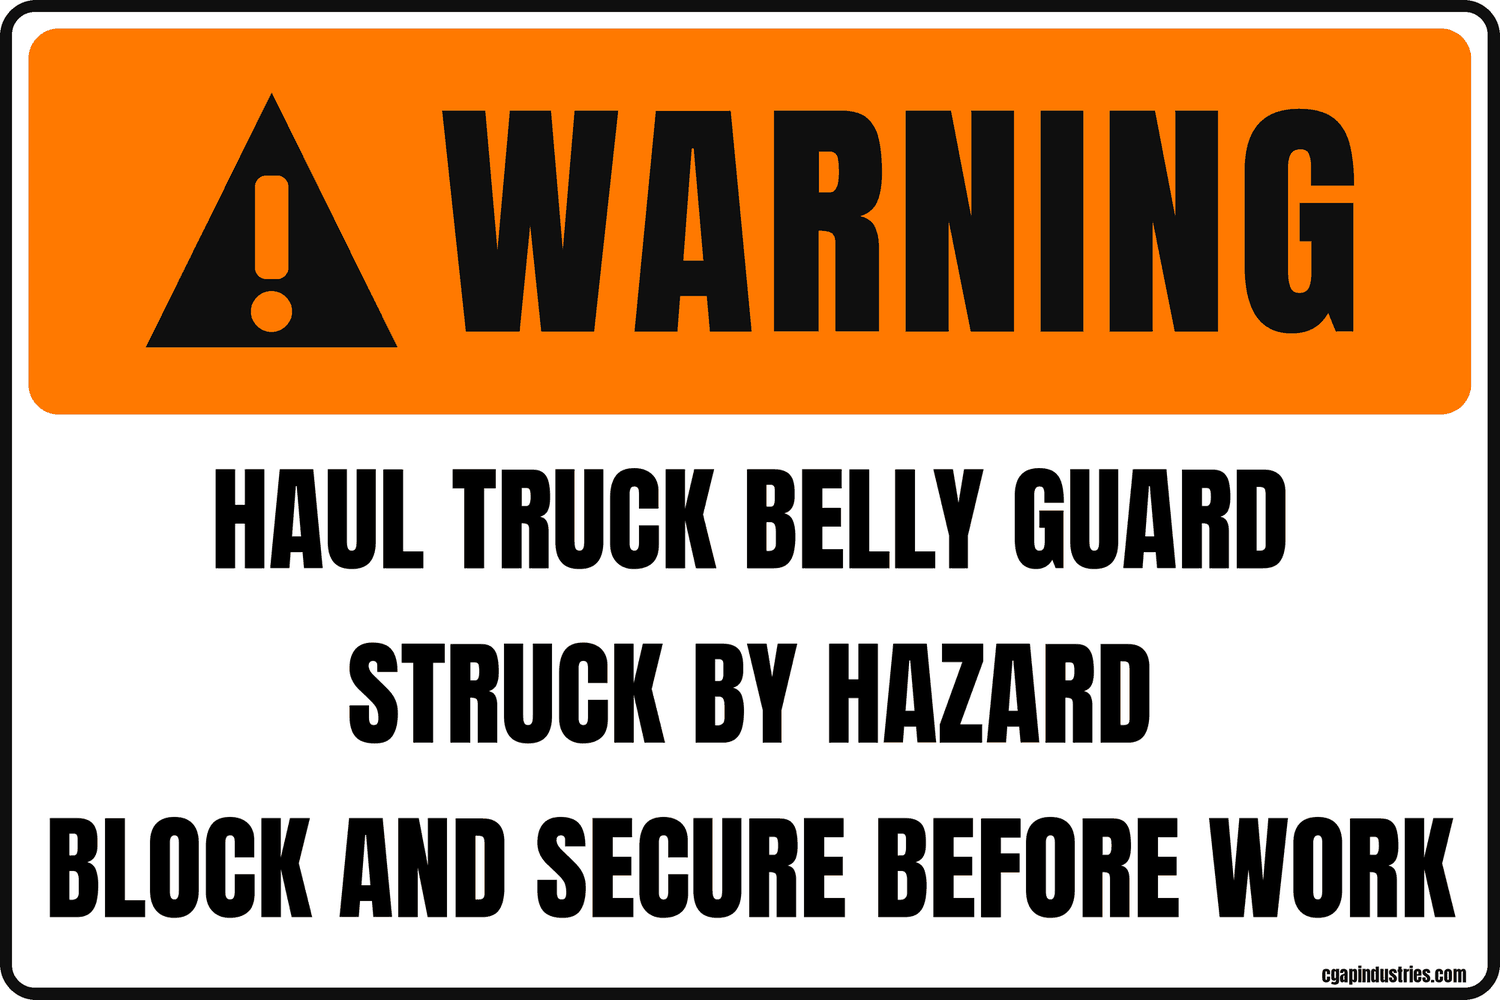 WARNING
HAUL TRUCK BELLY GUARD
STRUCK BY HAZARD
BLOCK AND SECURE BEFORE WORK
cgapindustries.com